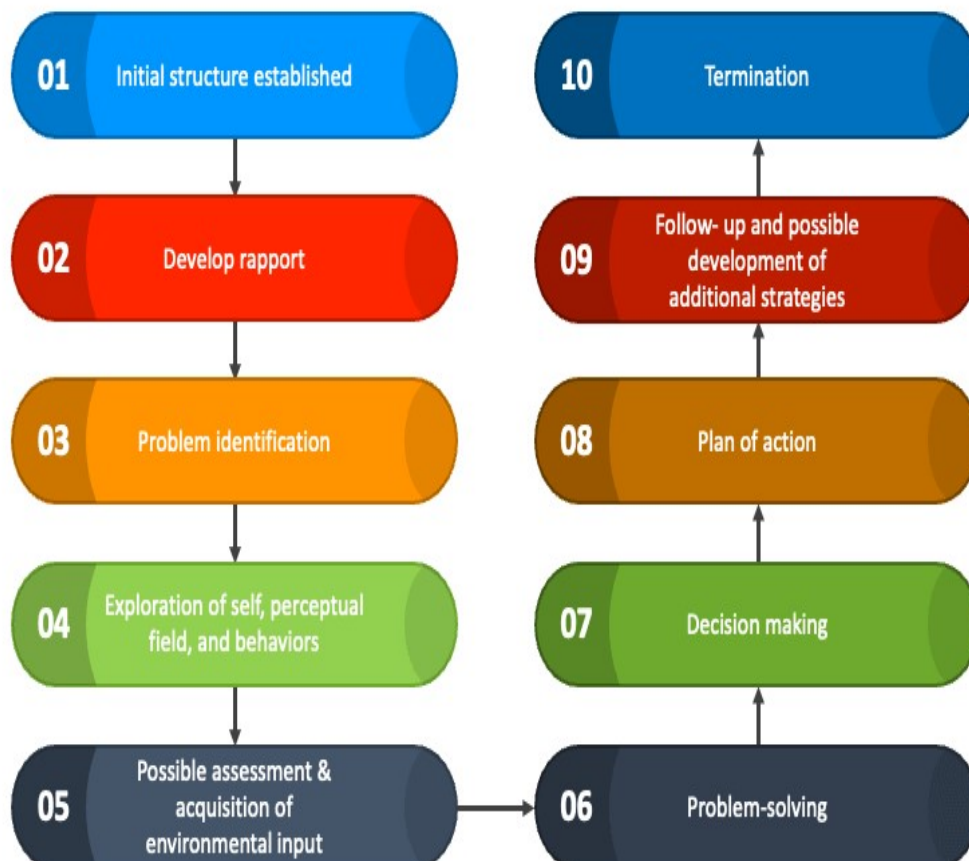 01
Initial structure established
02
Develop rapport
03
Problem identification
04
Exploration of self, perceptual
field, and behaviors
05
Possible assessment &
acquisition of
environmental input
06
Problem-solving
07
Decision making
08
Plan of action
09
Follow- up and possible
development of
additional strategies
10
Termination